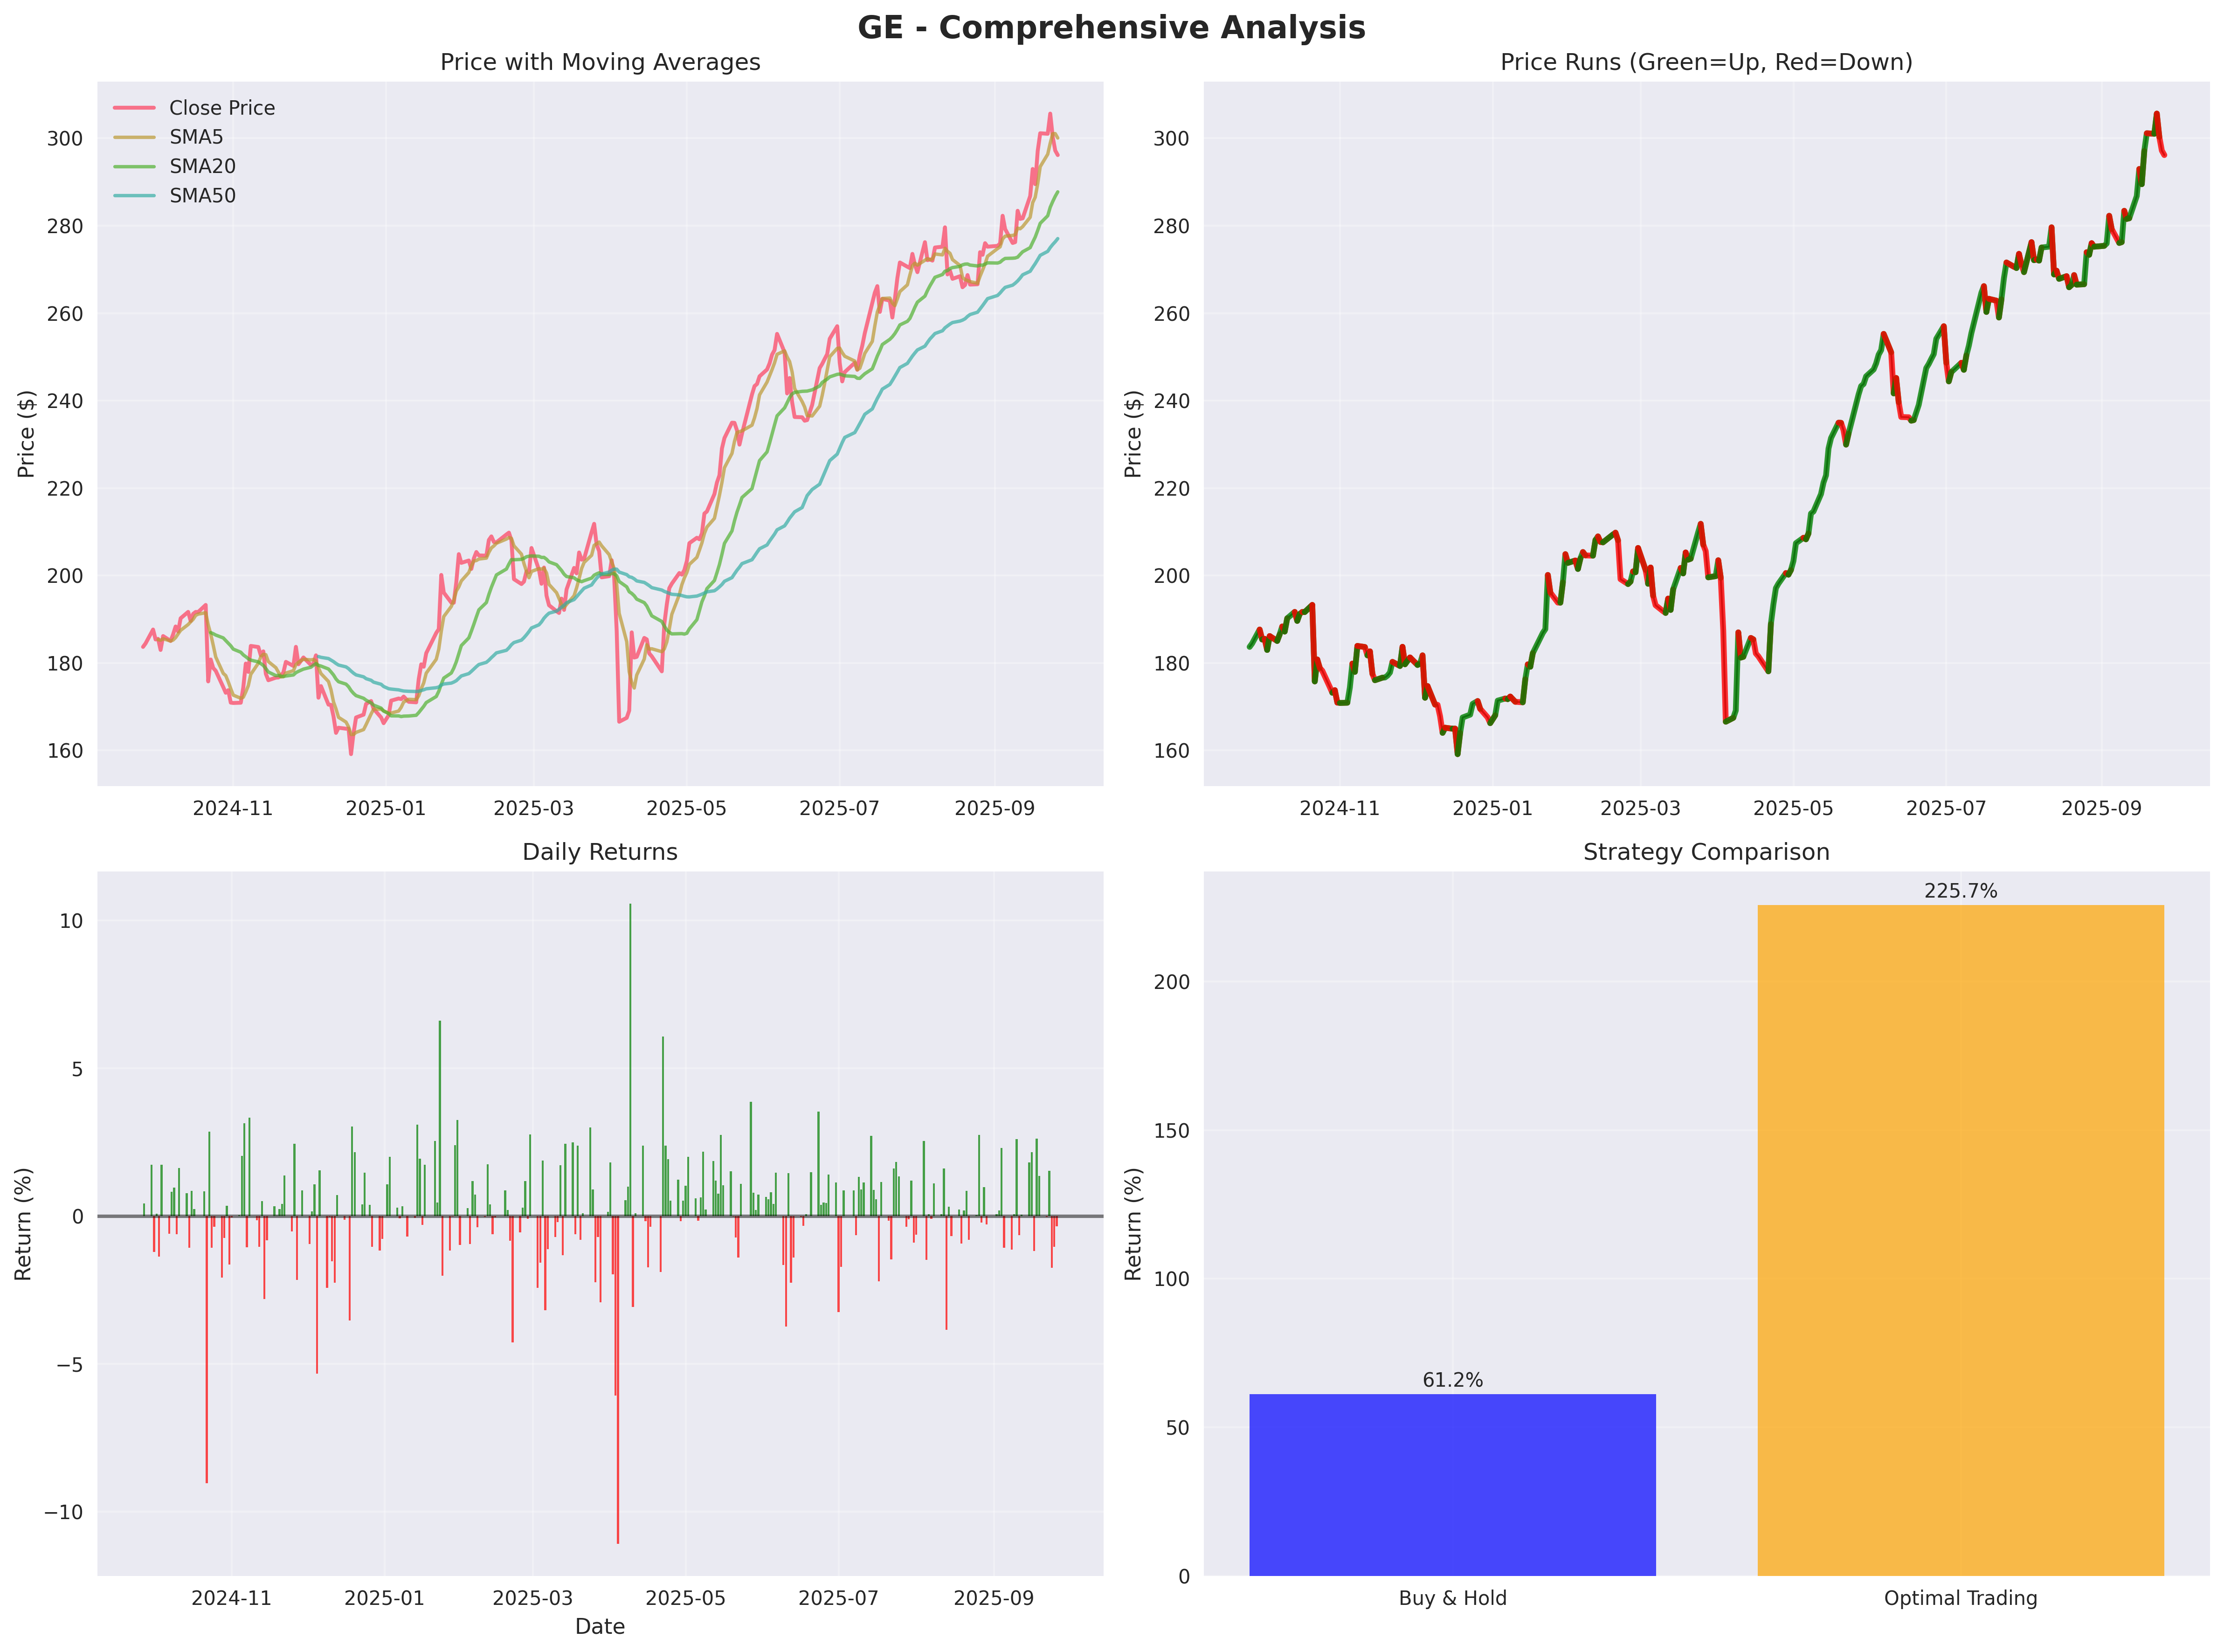 GE - Comprehensive Analysis
Price with Moving Averages
Close Price
SMA5
SMA20
SMA50
Price ($)
300
280
260
240
220
200
180
160
2024-11
2025-01
2025-03
2025-05
2025-07
2025-09
Price Runs (Green=Up, Red=Down)
Price ($)
300
280
260
240
220
200
180
160
2024-11
2025-01
2025-03
2025-05
2025-07
2025-09
Daily Returns
Return (%)
10
5
0
−5
−10
2024-11
2025-01
2025-03
2025-05
2025-07
2025-09
Date
Strategy Comparison
Return (%)
200
150
100
50
0
61.2%
225.7%
Buy & Hold
Optimal Trading